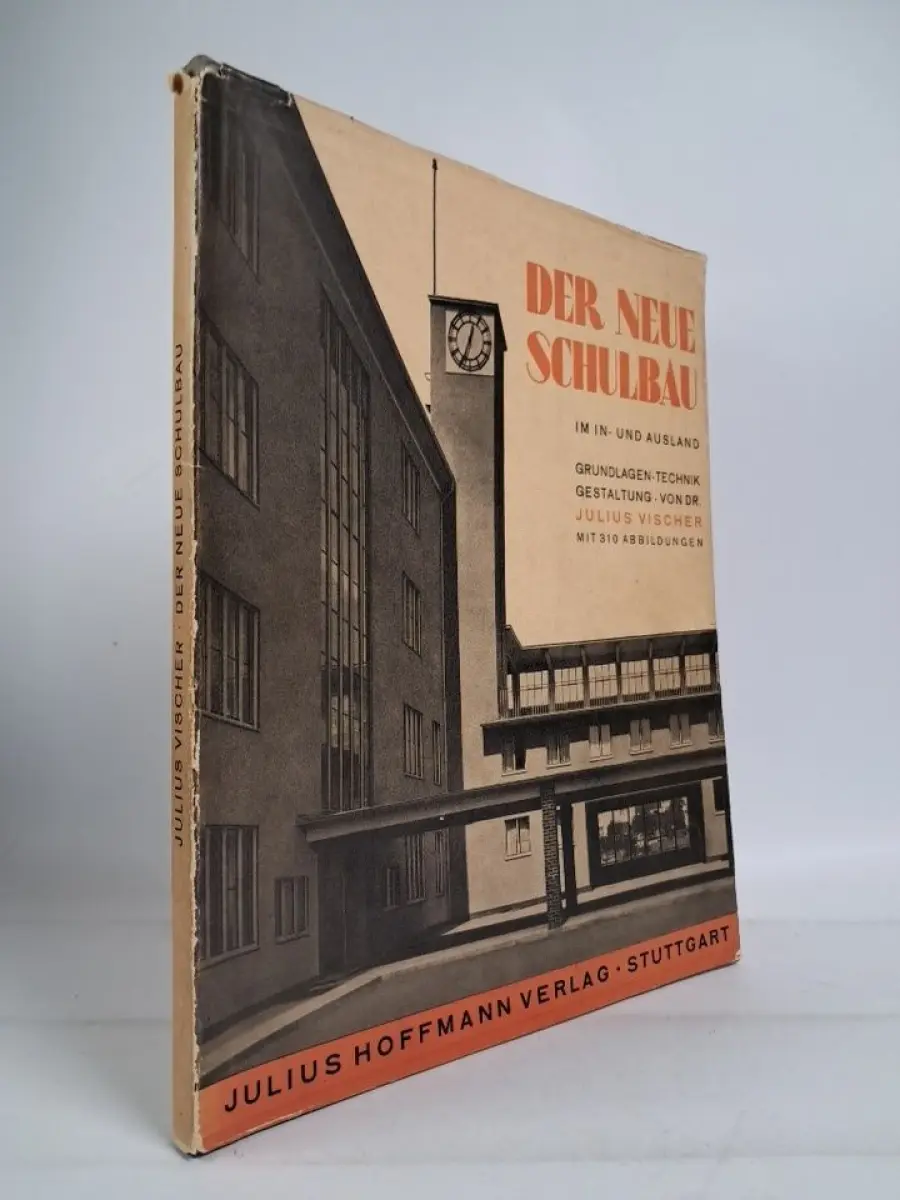 DER NEUE
SCHULBAU
IM IN- UND AUSLAND
GRUNDLAGEN·TECHNIK
GESTALTUNG · VON DR.
JULIUS VISCHER
MIT 310 ABBILDUNGEN
JULIUS HOFFMANN VERLAG · STUTTGART
JULIUS VISCHER · DER NEUE SCHULBAU